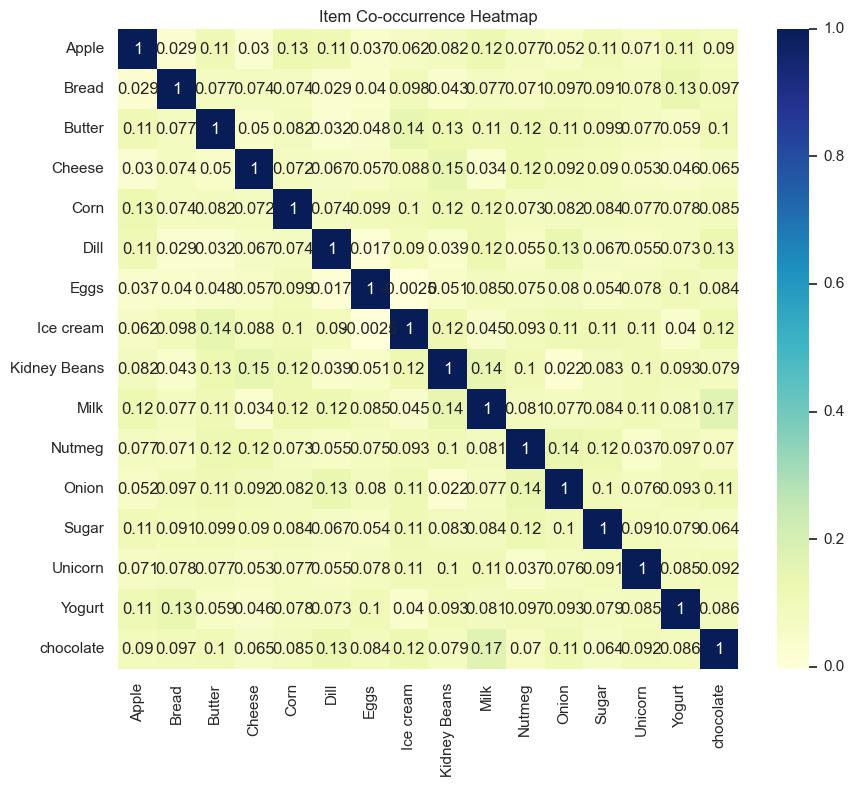 Item Co-occurrence Heatmap
Apple 1 0.029 0.11 0.03 0.13 0.11 0.037 0.062 0.082 0.12 0.077 0.052 0.11 0.071 0.11 0.09
Bread 0.029 1 0.077 0.074 0.074 0.029 0.04 0.098 0.043 0.077 0.071 0.097 0.091 0.078 0.13 0.097
Butter 0.11 0.077 1 0.05 0.082 0.032 0.048 0.14 0.13 0.11 0.12 0.11 0.099 0.077 0.059 0.1
Cheese 0.03 0.074 0.05 1 0.072 0.067 0.057 0.088 0.15 0.034 0.12 0.092 0.09 0.053 0.046 0.065
Corn 0.13 0.074 0.082 0.072 1 0.074 0.099 0.1 0.12 0.12 0.073 0.082 0.084 0.077 0.078 0.085
Dill 0.11 0.029 0.032 0.067 0.074 1 0.017 0.09 0.039 0.12 0.055 0.13 0.067 0.055 0.073 0.13
Eggs 0.037 0.04 0.048 0.057 0.099 0.017 1 -0.0025 0.051 0.085 0.075 0.08 0.054 0.078 0.1 0.084
Ice cream 0.062 0.098 0.14 0.088 0.1 0.09 -0.0025 1 0.12 0.045 0.093 0.11 0.11 0.11 0.04 0.12
Kidney Beans 0.082 0.043 0.13 0.15 0.12 0.039 0.051 0.12 1 0.14 0.1 0.022 0.083 0.1 0.093 0.079
Milk 0.12 0.077 0.11 0.034 0.12 0.12 0.085 0.045 0.14 1 0.081 0.077 0.084 0.11 0.081 0.17
Nutmeg 0.077 0.071 0.12 0.12 0.073 0.055 0.075 0.093 0.1 0.081 1 0.14 0.12 0.037 0.097 0.07
Onion 0.052 0.097 0.11 0.092 0.082 0.13 0.08 0.11 0.022 0.077 0.14 1 0.1 0.076 0.093 0.11
Sugar 0.11 0.091 0.099 0.09 0.084 0.067 0.054 0.11 0.083 0.084 0.12 0.1 1 0.091 0.079 0.064
Unicorn 0.071 0.078 0.077 0.053 0.077 0.055 0.078 0.11 0.1 0.11 0.037 0.076 0.091 1 0.085 0.092
Yogurt 0.11 0.13 0.059 0.046 0.078 0.073 0.1 0.04 0.093 0.081 0.097 0.093 0.079 0.085 1 0.086
chocolate 0.09 0.097 0.1 0.065 0.085 0.13 0.084 0.12 0.079 0.17 0.07 0.11 0.064 0.092 0.086 1
Apple
Bread
Butter
Cheese
Corn
Dill
Eggs
Ice cream
Kidney Beans
Milk
Nutmeg
Onion
Sugar
Unicorn
Yogurt
chocolate
1.0
0.8
0.6
0.4
0.2
0.0